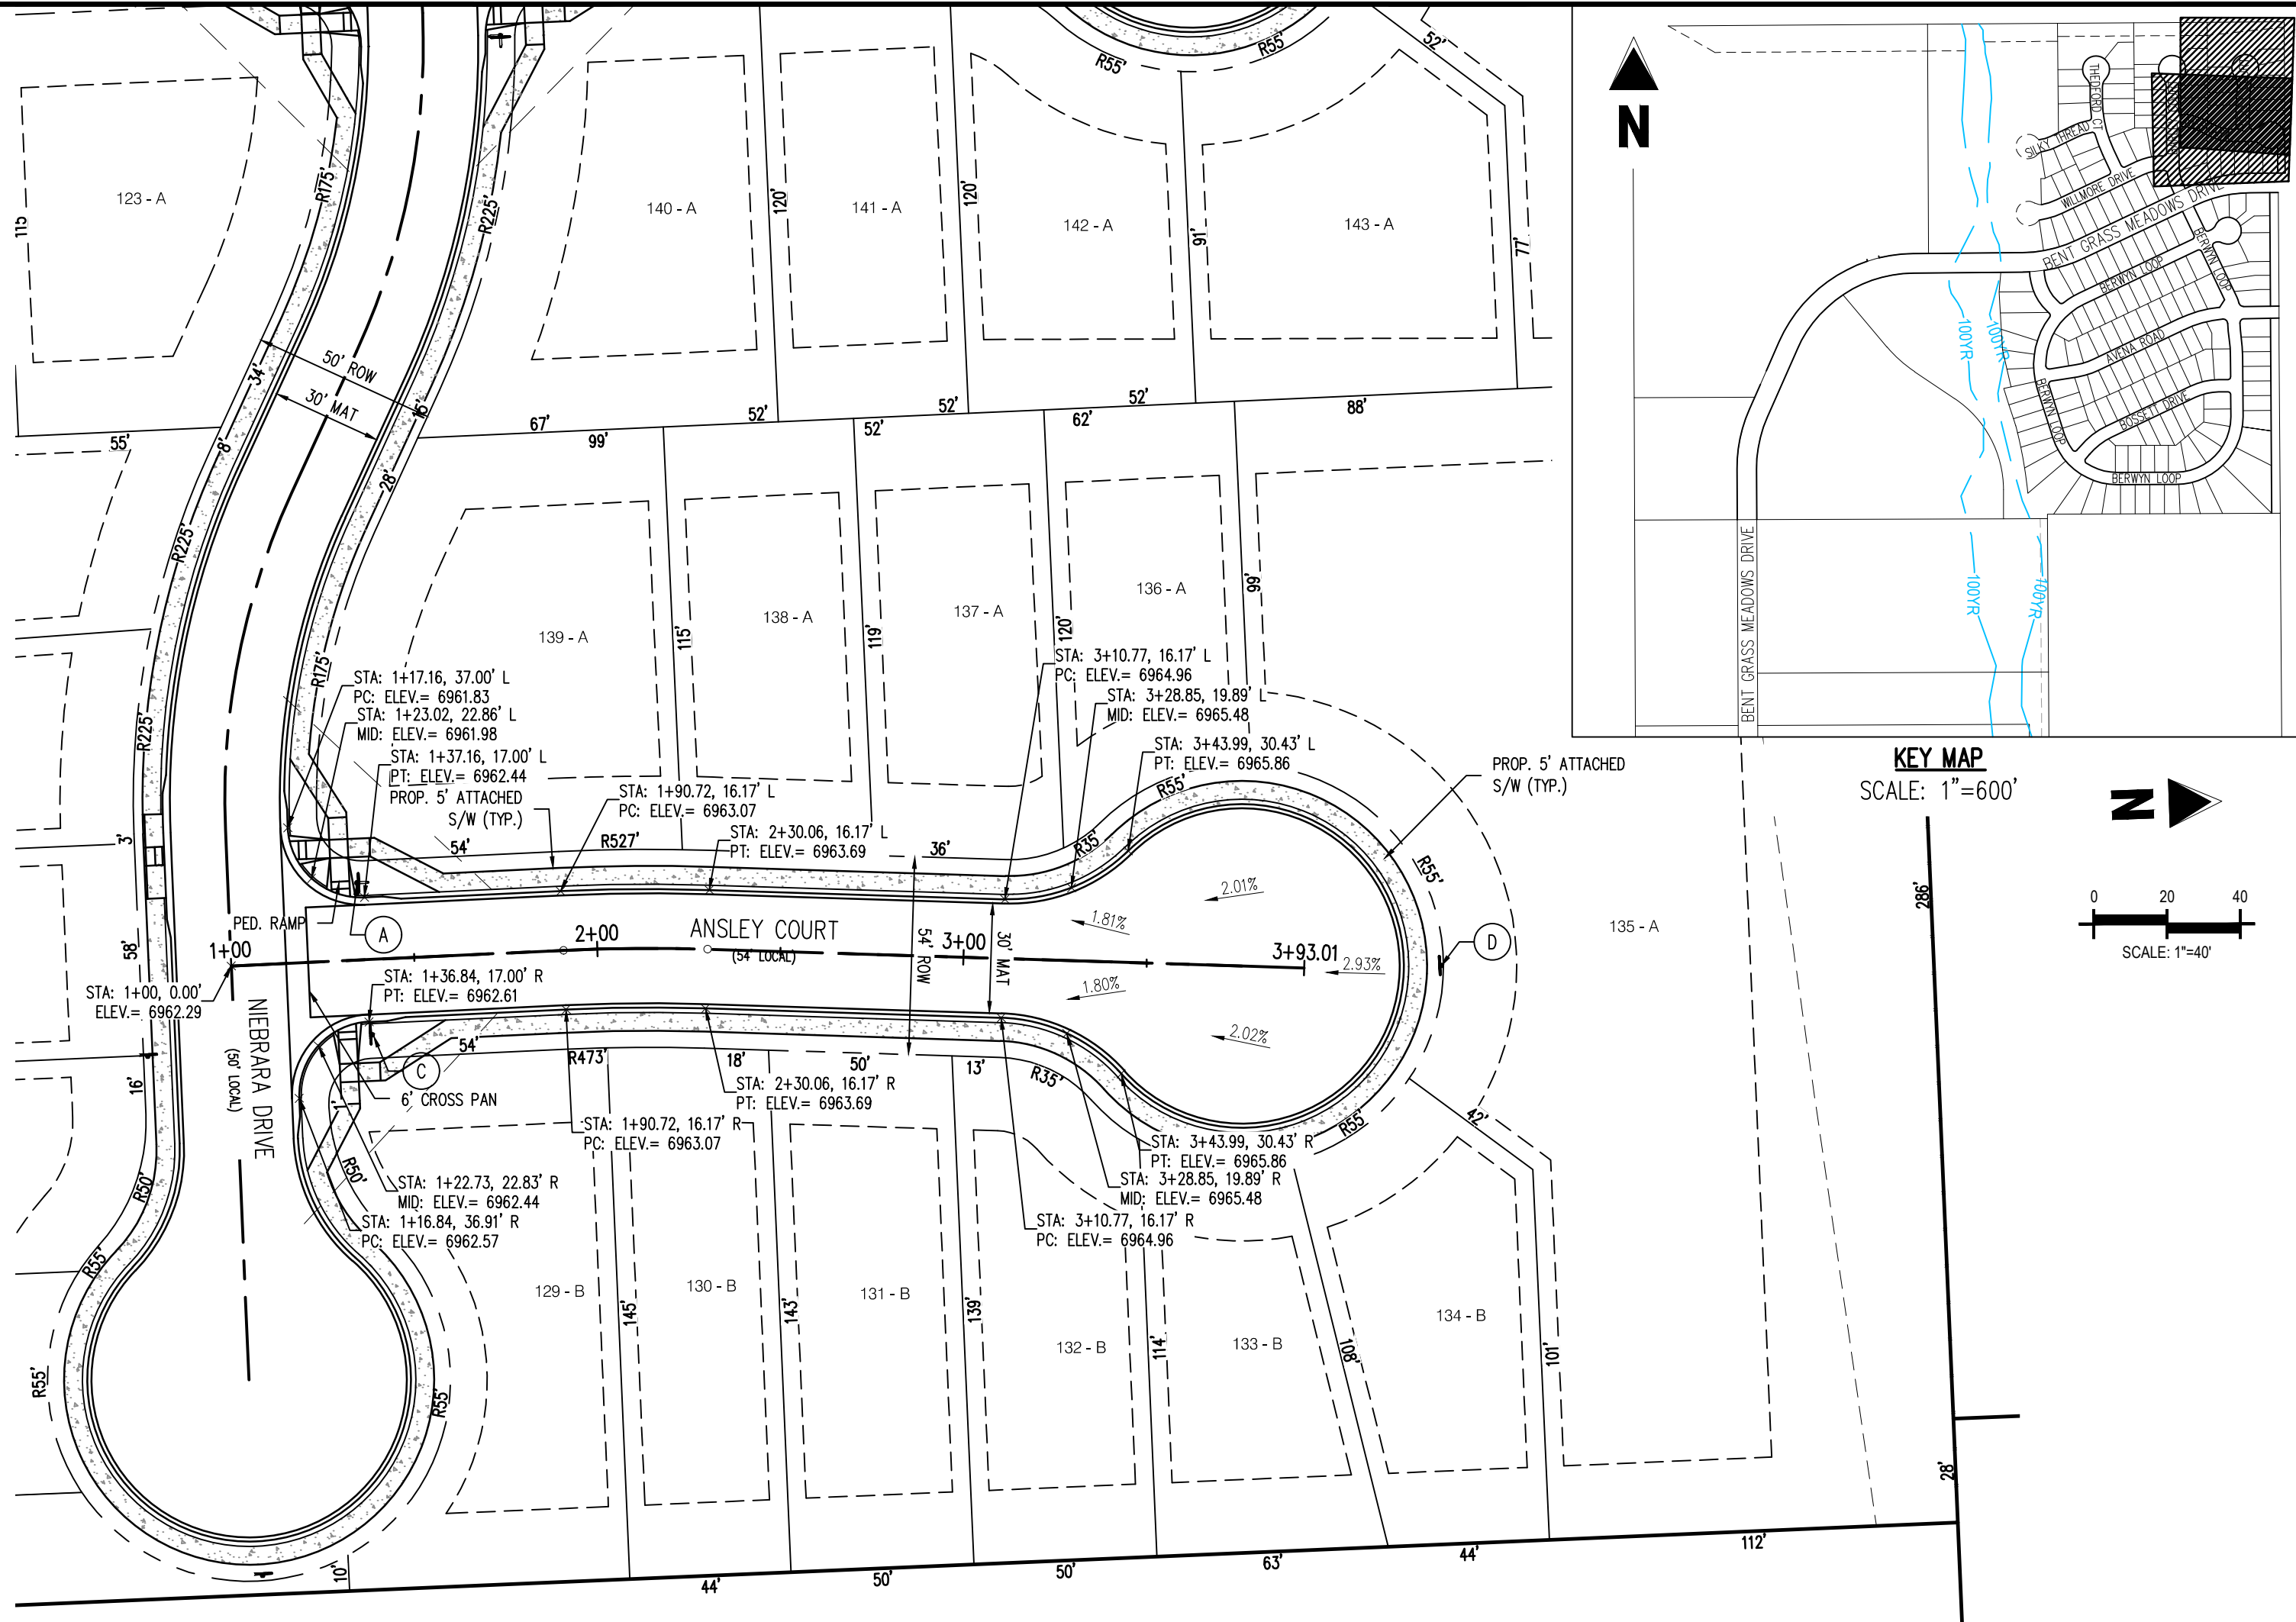 R55'
R55'
52'
123 - A
115
R175'
R225'
140 - A
120'
141 - A
120'
142 - A
91'
143 - A
77'
50' ROW
30' MAT
34'
15'
8'
28'
55'
67'
99'
52'
52'
52'
62'
52'
88'
R225'
R175'
R225'
139 - A
115'
138 - A
119'
137 - A
120'
136 - A
99'
STA: 1+17.16, 37.00' L
PC: ELEV.= 6961.83
STA: 1+23.02, 22.86' L
MID: ELEV.= 6961.98
STA: 1+37.16, 17.00' L
PT: ELEV.= 6962.44
PROP. 5' ATTACHED
S/W (TYP.)
STA: 1+90.72, 16.17' L
PC: ELEV.= 6963.07
STA: 2+30.06, 16.17' L
PT: ELEV.= 6963.69
STA: 3+10.77, 16.17' L
PC: ELEV.= 6964.96
STA: 3+28.85, 19.89' L
MID: ELEV.= 6965.48
STA: 3+43.99, 30.43' L
PT: ELEV.= 6965.86
PROP. 5' ATTACHED
S/W (TYP.)
3'
54'
R527'
36'
R35'
R55'
R55'
PED. RAMP
A
1+00
2+00
ANSLEY COURT
(54' LOCAL)
54' ROW
3+00
30' MAT
3+93.01
2.01%
1.81%
1.80%
2.02%
2.93%
D
135 - A
58'
STA: 1+00, 0.00'
ELEV.= 6962.29
NIEBRARA DRIVE
(50' LOCAL)
16'
STA: 1+36.84, 17.00' R
PT: ELEV.= 6962.61
54'
C
6' CROSS PAN
R473'
18'
50'
13'
R35'
R55'
42'
STA: 2+30.06, 16.17' R
PT: ELEV.= 6963.69
STA: 1+90.72, 16.17' R
PC: ELEV.= 6963.07
STA: 3+43.99, 30.43' R
PT: ELEV.= 6965.86
STA: 3+28.85, 19.89' R
MID: ELEV.= 6965.48
STA: 3+10.77, 16.17' R
PC: ELEV.= 6964.96
STA: 1+22.73, 22.83' R
MID: ELEV.= 6962.44
STA: 1+16.84, 36.91' R
PC: ELEV.= 6962.57
R50'
R50'
R55'
R55'
R55'
10'
129 - B
145'
130 - B
143'
131 - B
139'
132 - B
114'
133 - B
108'
134 - B
101'
44'
50'
50'
63'
44'
112'
28'
286'
N
THEDFORD CT
SILKY THREAD
WILLMORE DRIVE
BENT GRASS MEADOWS DRIVE
BERWYN LOOP
BERWYN LOOP
AVENA ROAD
BERWYN LOOP
BOSSETT DRIVE
BERWYN LOOP
100YR
100YR
100YR
100YR
BENT GRASS MEADOWS DRIVE
KEY MAP
SCALE: 1"=600'
N
0 20 40
SCALE: 1"=40'